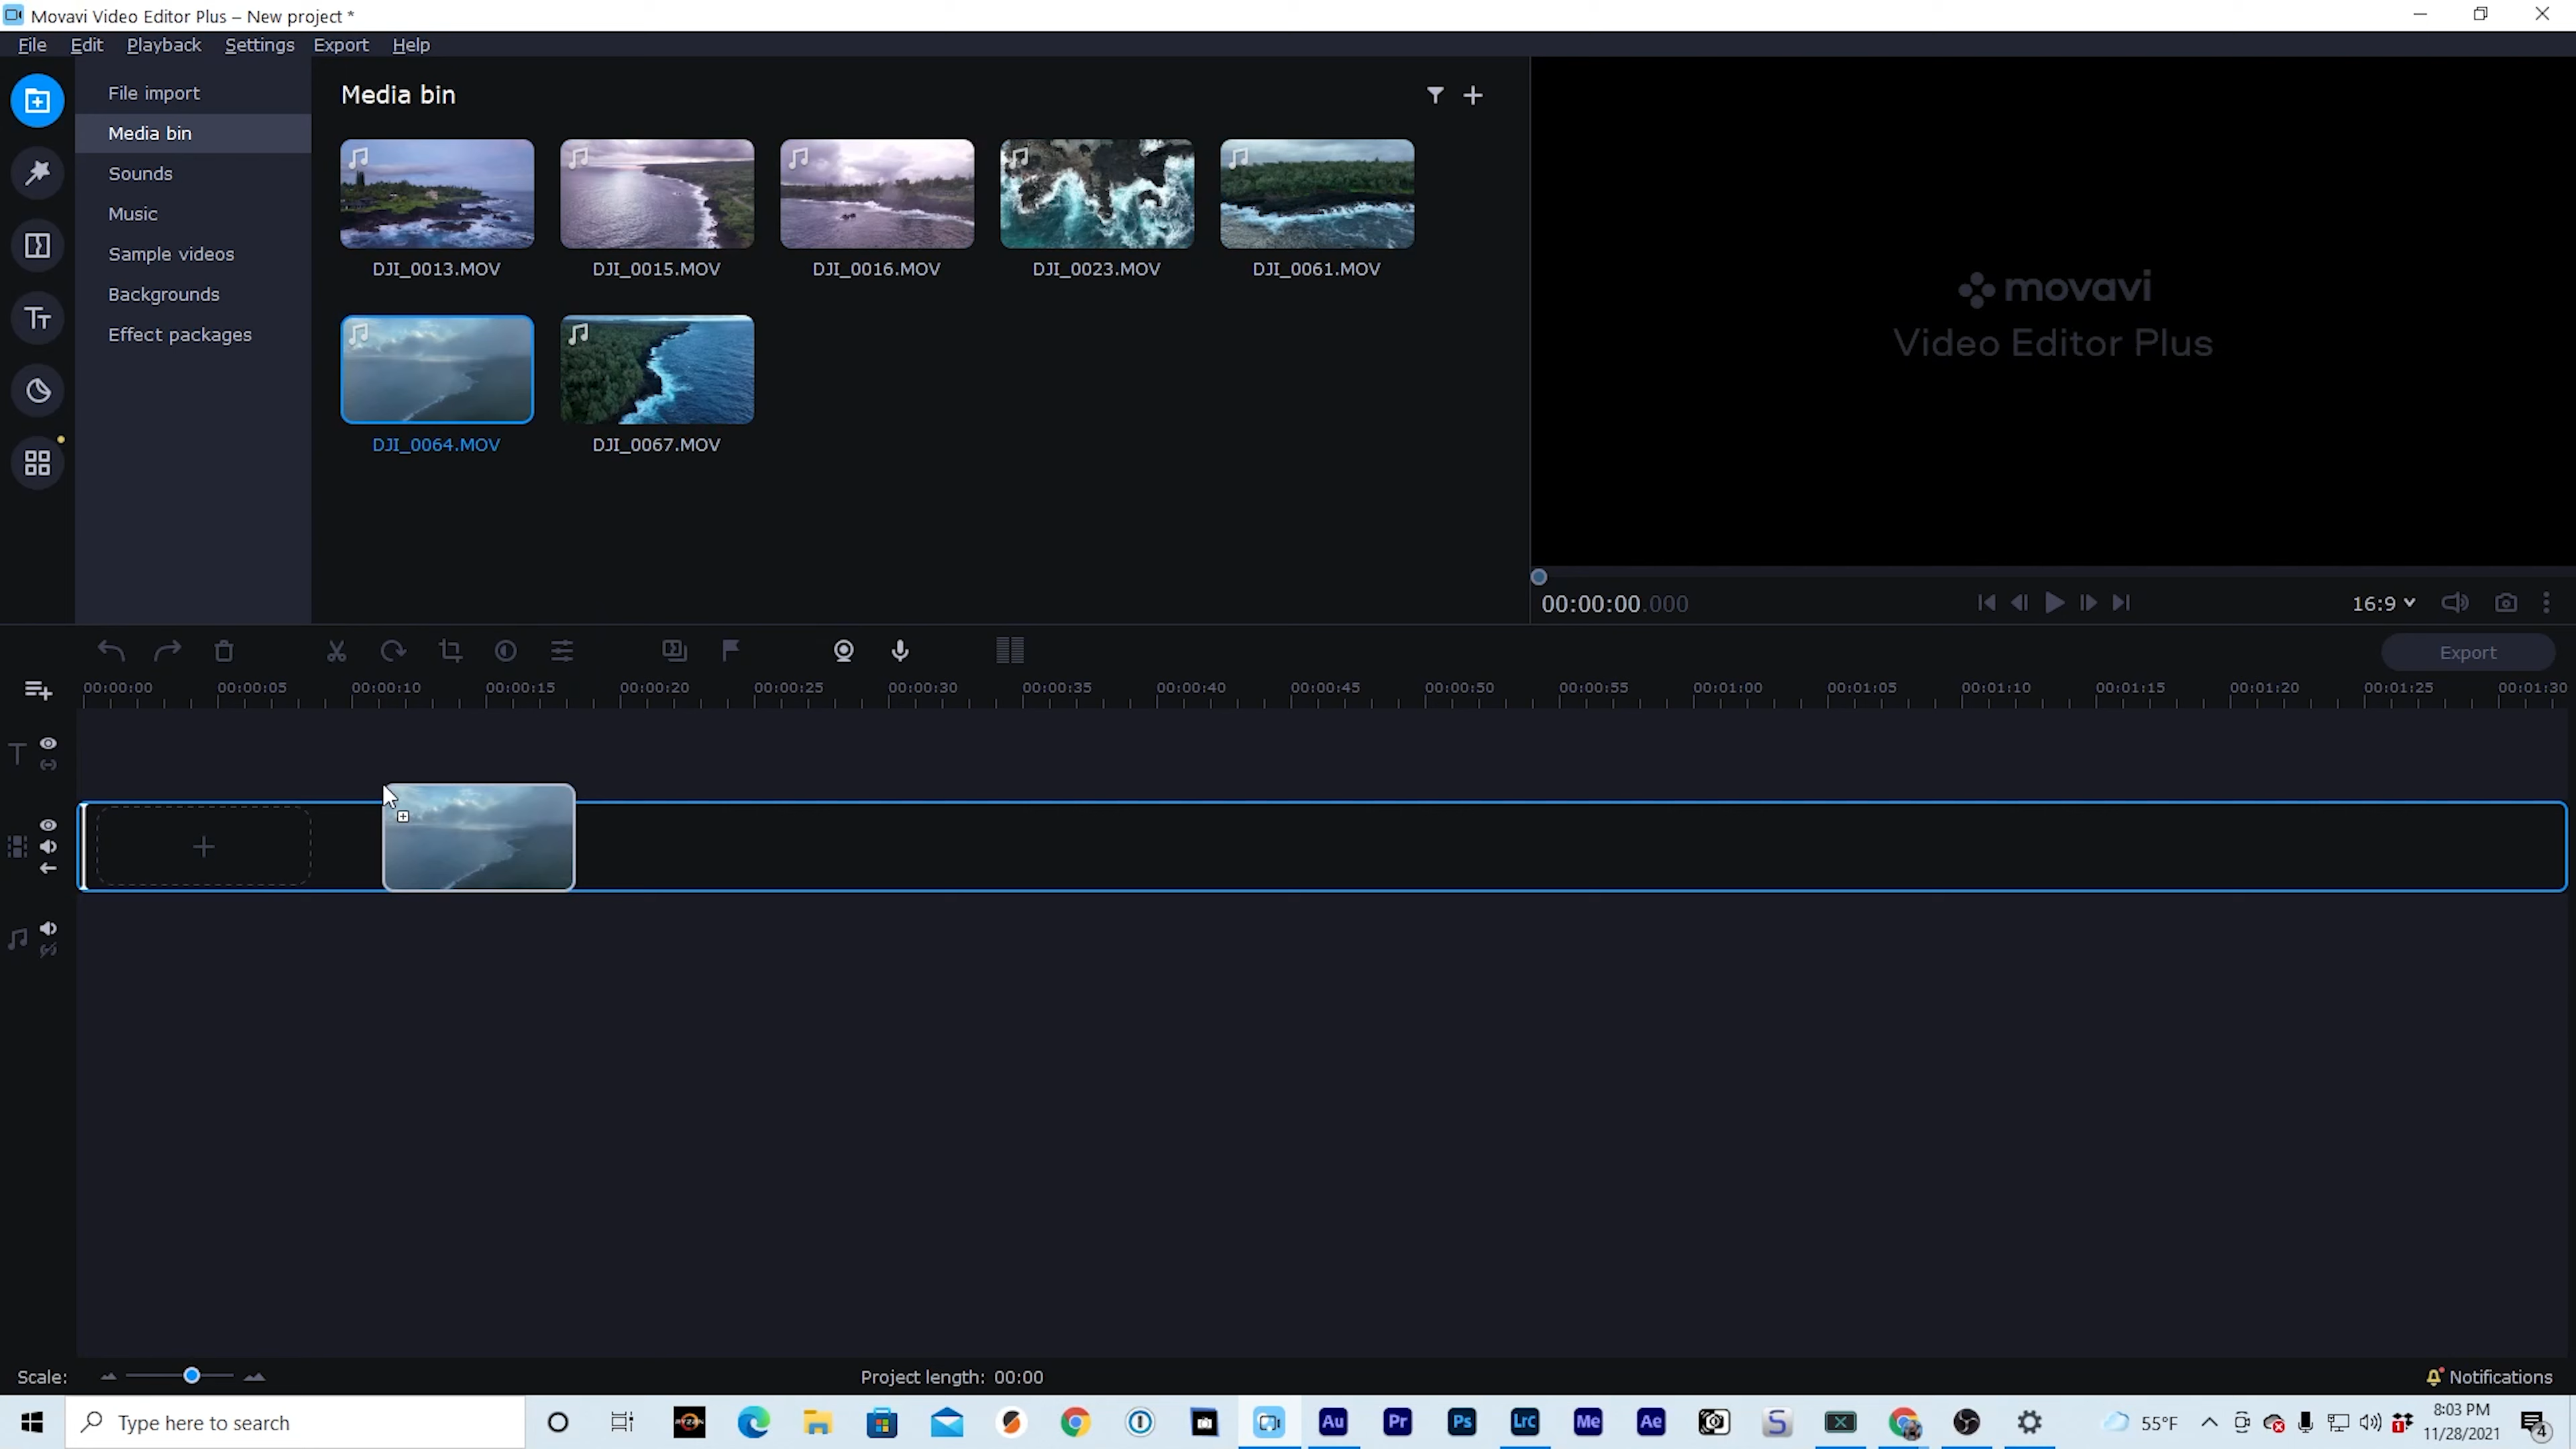 Movavi Video Editor Plus – New project *
File Edit Playback Settings Export Help
File import
Media bin
Sounds
Music
Sample videos
Backgrounds
Effect packages
Media bin
DJI_0013.MOV DJI_0015.MOV DJI_0016.MOV DJI_0023.MOV DJI_0061.MOV
DJI_0064.MOV DJI_0067.MOV
movavi
Video Editor Plus
00:00:00.000
16:9
Export
00:00:00 00:00:05 00:00:10 00:00:15 00:00:20 00:00:25 00:00:30 00:00:35 00:00:40 00:00:45 00:00:50 00:00:55 00:01:00 00:01:05 00:01:10 00:01:15 00:01:20 00:01:25 00:01:30
Scale:
Project length: 00:00
Notifications
Type here to search
RYZEN
Au Pr Ps LrC Me Ae S
55°F
8:03 PM
11/28/2021
4